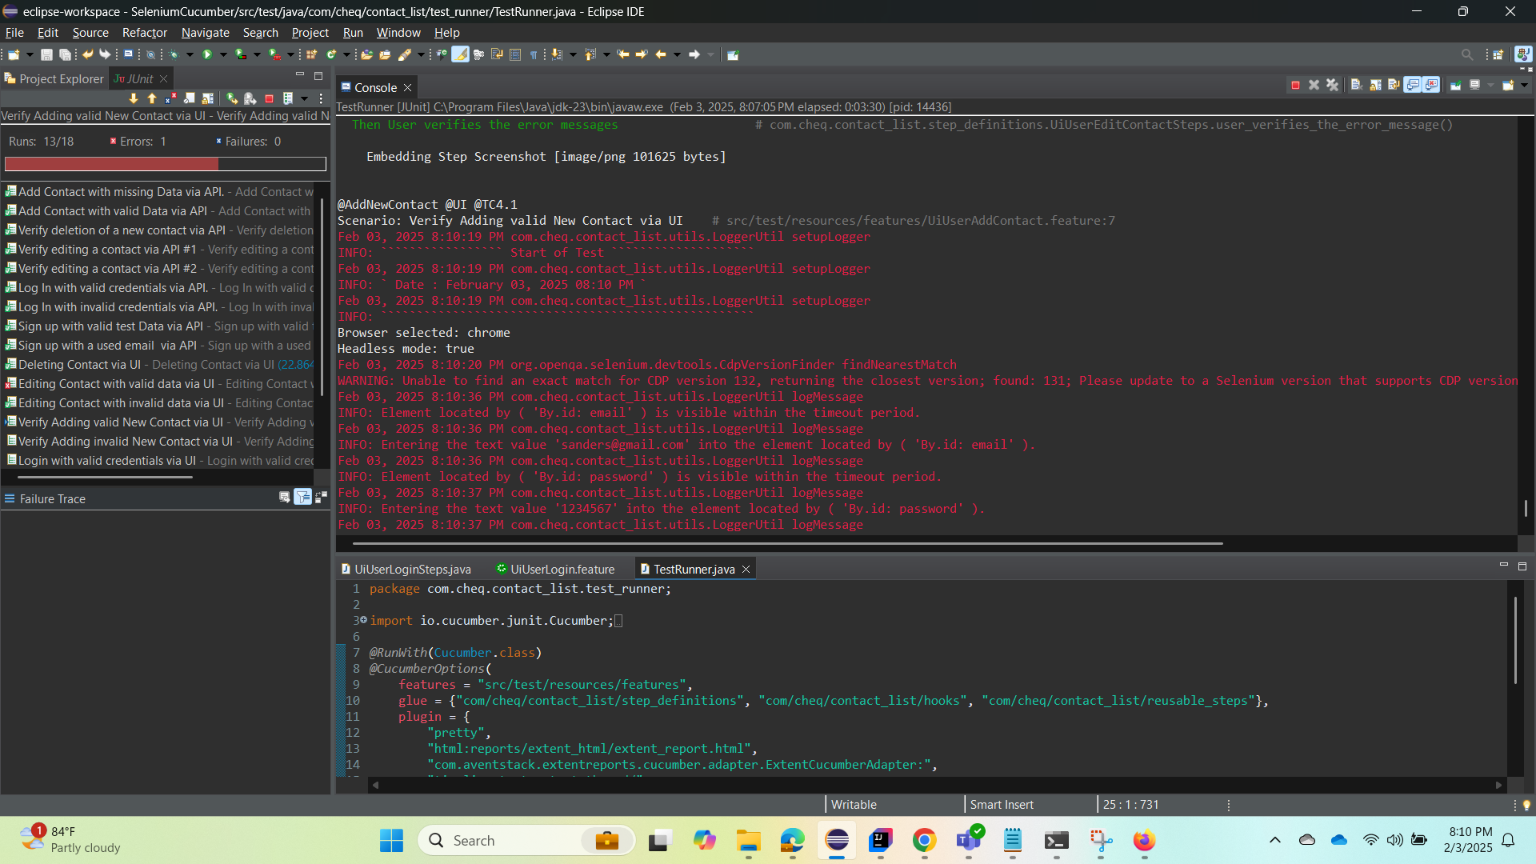 eclipse-workspace - SeleniumCucumber/src/test/java/com/cheq/contact_list/test_runner/TestRunner.java - Eclipse IDE
File Edit Source Refactor Navigate Search Project Run Window Help
Project Explorer JUnit
Verify Adding valid New Contact via UI - Verify Adding valid N
Runs: 13/18 Errors: 1 Failures: 0
Add Contact with missing Data via API. - Add Contact w
Add Contact with valid Data via API - Add Contact with
Verify deletion of a new contact via API - Verify deletion
Verify editing a contact via API #1 - Verify editing a cont
Verify editing a contact via API #2 - Verify editing a cont
Log In with valid credentials via API. - Log In with valid c
Log In with invalid credentials via API. - Log In with inva
Sign up with valid test Data via API - Sign up with valid
Sign up with a used email via API - Sign up with a used
Deleting Contact via UI - Deleting Contact via UI (22.864
Editing Contact with valid data via UI - Editing Contact
Editing Contact with invalid data via UI - Editing Contac
Verify Adding valid New Contact via UI - Verify Adding v
Verify Adding invalid New Contact via UI - Verify Adding
Login with valid credentials via UI - Login with valid cre
Failure Trace
Console
TestRunner [JUnit] C:\Program Files\Java\jdk-23\bin\javaw.exe (Feb 3, 2025, 8:07:05 PM elapsed: 0:03:30) [pid: 14436]
Then User verifies the error messages # com.cheq.contact_list.step_definitions.UiUserEditContactSteps.user_verifies_the_error_message()
Embedding Step Screenshot [image/png 101625 bytes]
@AddNewContact @UI @TC4.1
Scenario: Verify Adding valid New Contact via UI # src/test/resources/features/UiUserAddContact.feature:7
Feb 03, 2025 8:10:19 PM com.cheq.contact_list.utils.LoggerUtil setupLogger
INFO: ````````````````` Start of Test ````````````````````
Feb 03, 2025 8:10:19 PM com.cheq.contact_list.utils.LoggerUtil setupLogger
INFO: ` Date : February 03, 2025 08:10 PM `
Feb 03, 2025 8:10:19 PM com.cheq.contact_list.utils.LoggerUtil setupLogger
INFO: ````````````````````````````````````````````````````
Browser selected: chrome
Headless mode: true
Feb 03, 2025 8:10:20 PM org.openqa.selenium.devtools.CdpVersionFinder findNearestMatch
WARNING: Unable to find an exact match for CDP version 132, returning the closest version; found: 131; Please update to a Selenium version that supports CDP version
Feb 03, 2025 8:10:36 PM com.cheq.contact_list.utils.LoggerUtil logMessage
INFO: Element located by ( 'By.id: email' ) is visible within the timeout period.
Feb 03, 2025 8:10:36 PM com.cheq.contact_list.utils.LoggerUtil logMessage
INFO: Entering the text value 'sanders@gmail.com' into the element located by ( 'By.id: email' ).
Feb 03, 2025 8:10:36 PM com.cheq.contact_list.utils.LoggerUtil logMessage
INFO: Element located by ( 'By.id: password' ) is visible within the timeout period.
Feb 03, 2025 8:10:37 PM com.cheq.contact_list.utils.LoggerUtil logMessage
INFO: Entering the text value '1234567' into the element located by ( 'By.id: password' ).
Feb 03, 2025 8:10:37 PM com.cheq.contact_list.utils.LoggerUtil logMessage
UiUserLoginSteps.java UiUserLogin.feature TestRunner.java
1 package com.cheq.contact_list.test_runner;
2
3 import io.cucumber.junit.Cucumber;
6
7 @RunWith(Cucumber.class)
8 @CucumberOptions(
9 features = "src/test/resources/features",
10 glue = {"com/cheq/contact_list/step_definitions", "com/cheq/contact_list/hooks", "com/cheq/contact_list/reusable_steps"},
11 plugin = {
12 "pretty",
13 "html:reports/extent_html/extent_report.html",
14 "com.aventstack.extentreports.cucumber.adapter.ExtentCucumberAdapter:",
Writable Smart Insert 25 : 1 : 731
1 84°F
Partly cloudy
Search
8:10 PM
2/3/2025